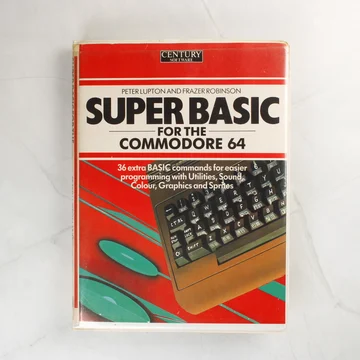 CENTURY
SOFTWARE
PETER LUPTON AND FRAZER ROBINSON
SUPER BASIC
FOR THE
COMMODORE 64
36 extra BASIC commands for easier
programming with Utilities, Sound,
Colour, Graphics and Sprites